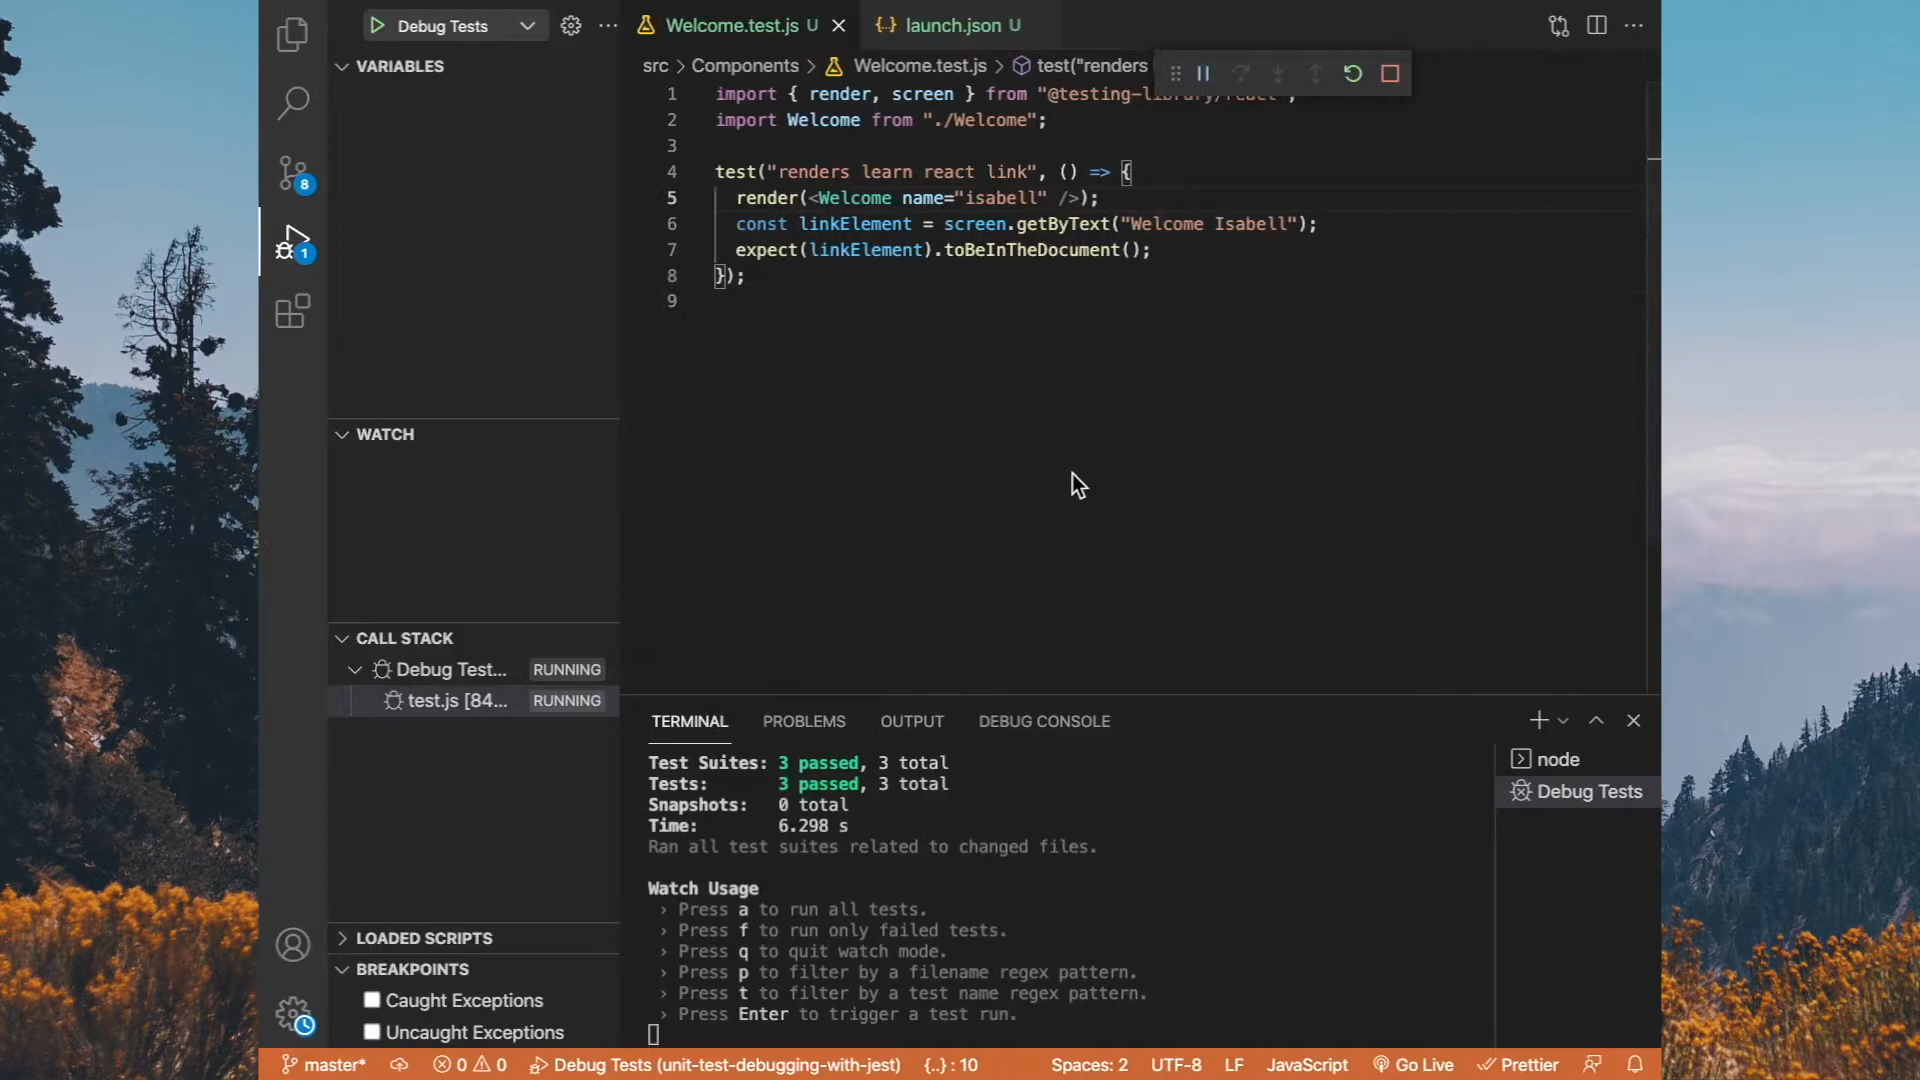 Debug Tests
Welcome.test.js U
launch.json U
VARIABLES
src > Components > Welcome.test.js > test("renders
1 import { render, screen } from "@testing-library/react";
2 import Welcome from "./Welcome";
3
4 test("renders learn react link", () => {
5 render(<Welcome name="isabell" />);
6 const linkElement = screen.getByText("Welcome Isabell");
7 expect(linkElement).toBeInTheDocument();
8 });
9
8
1
WATCH
CALL STACK
Debug Test... RUNNING
test.js [84... RUNNING
LOADED SCRIPTS
BREAKPOINTS
Caught Exceptions
Uncaught Exceptions
TERMINAL PROBLEMS OUTPUT DEBUG CONSOLE
Test Suites: 3 passed, 3 total
Tests: 3 passed, 3 total
Snapshots: 0 total
Time: 6.298 s
Ran all test suites related to changed files.
Watch Usage
› Press a to run all tests.
› Press f to run only failed tests.
› Press q to quit watch mode.
› Press p to filter by a filename regex pattern.
› Press t to filter by a test name regex pattern.
› Press Enter to trigger a test run.
node
Debug Tests
master* 0 0 Debug Tests (unit-test-debugging-with-jest) {..} : 10 Spaces: 2 UTF-8 LF JavaScript Go Live Prettier